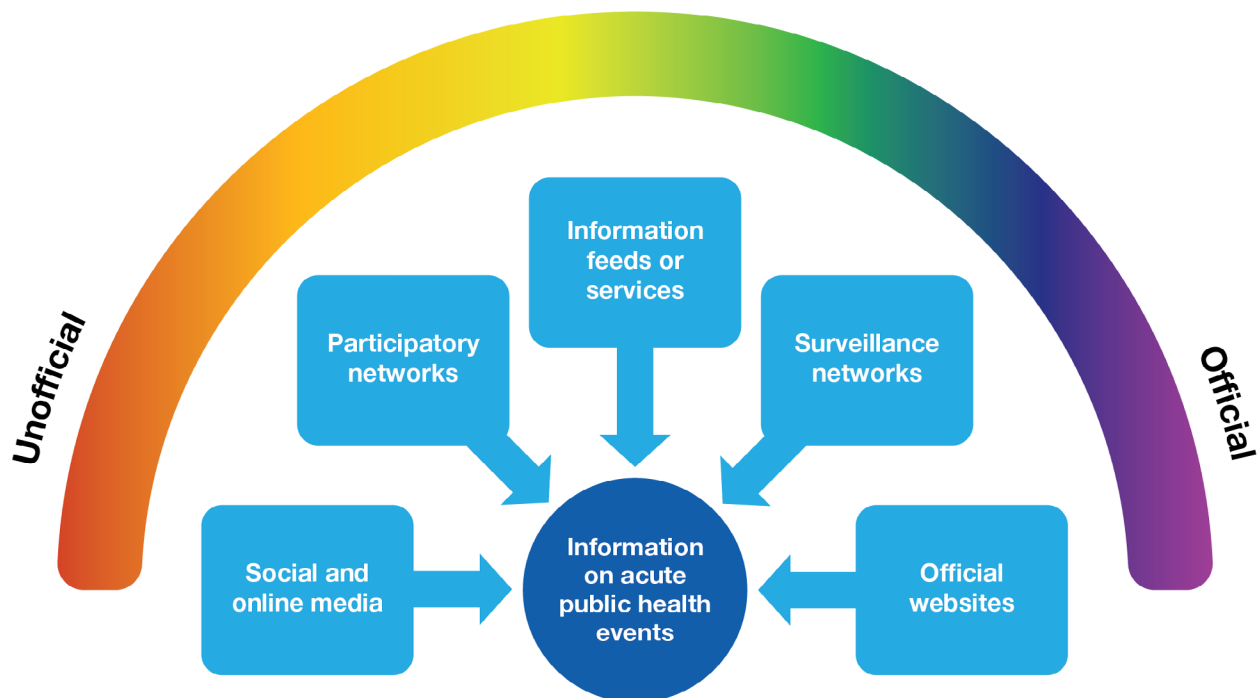 Unofficial
Official
Information
feeds or
services
Participatory
networks
Surveillance
networks
Social and
online media
Information
on acute
public health
events
Official
websites